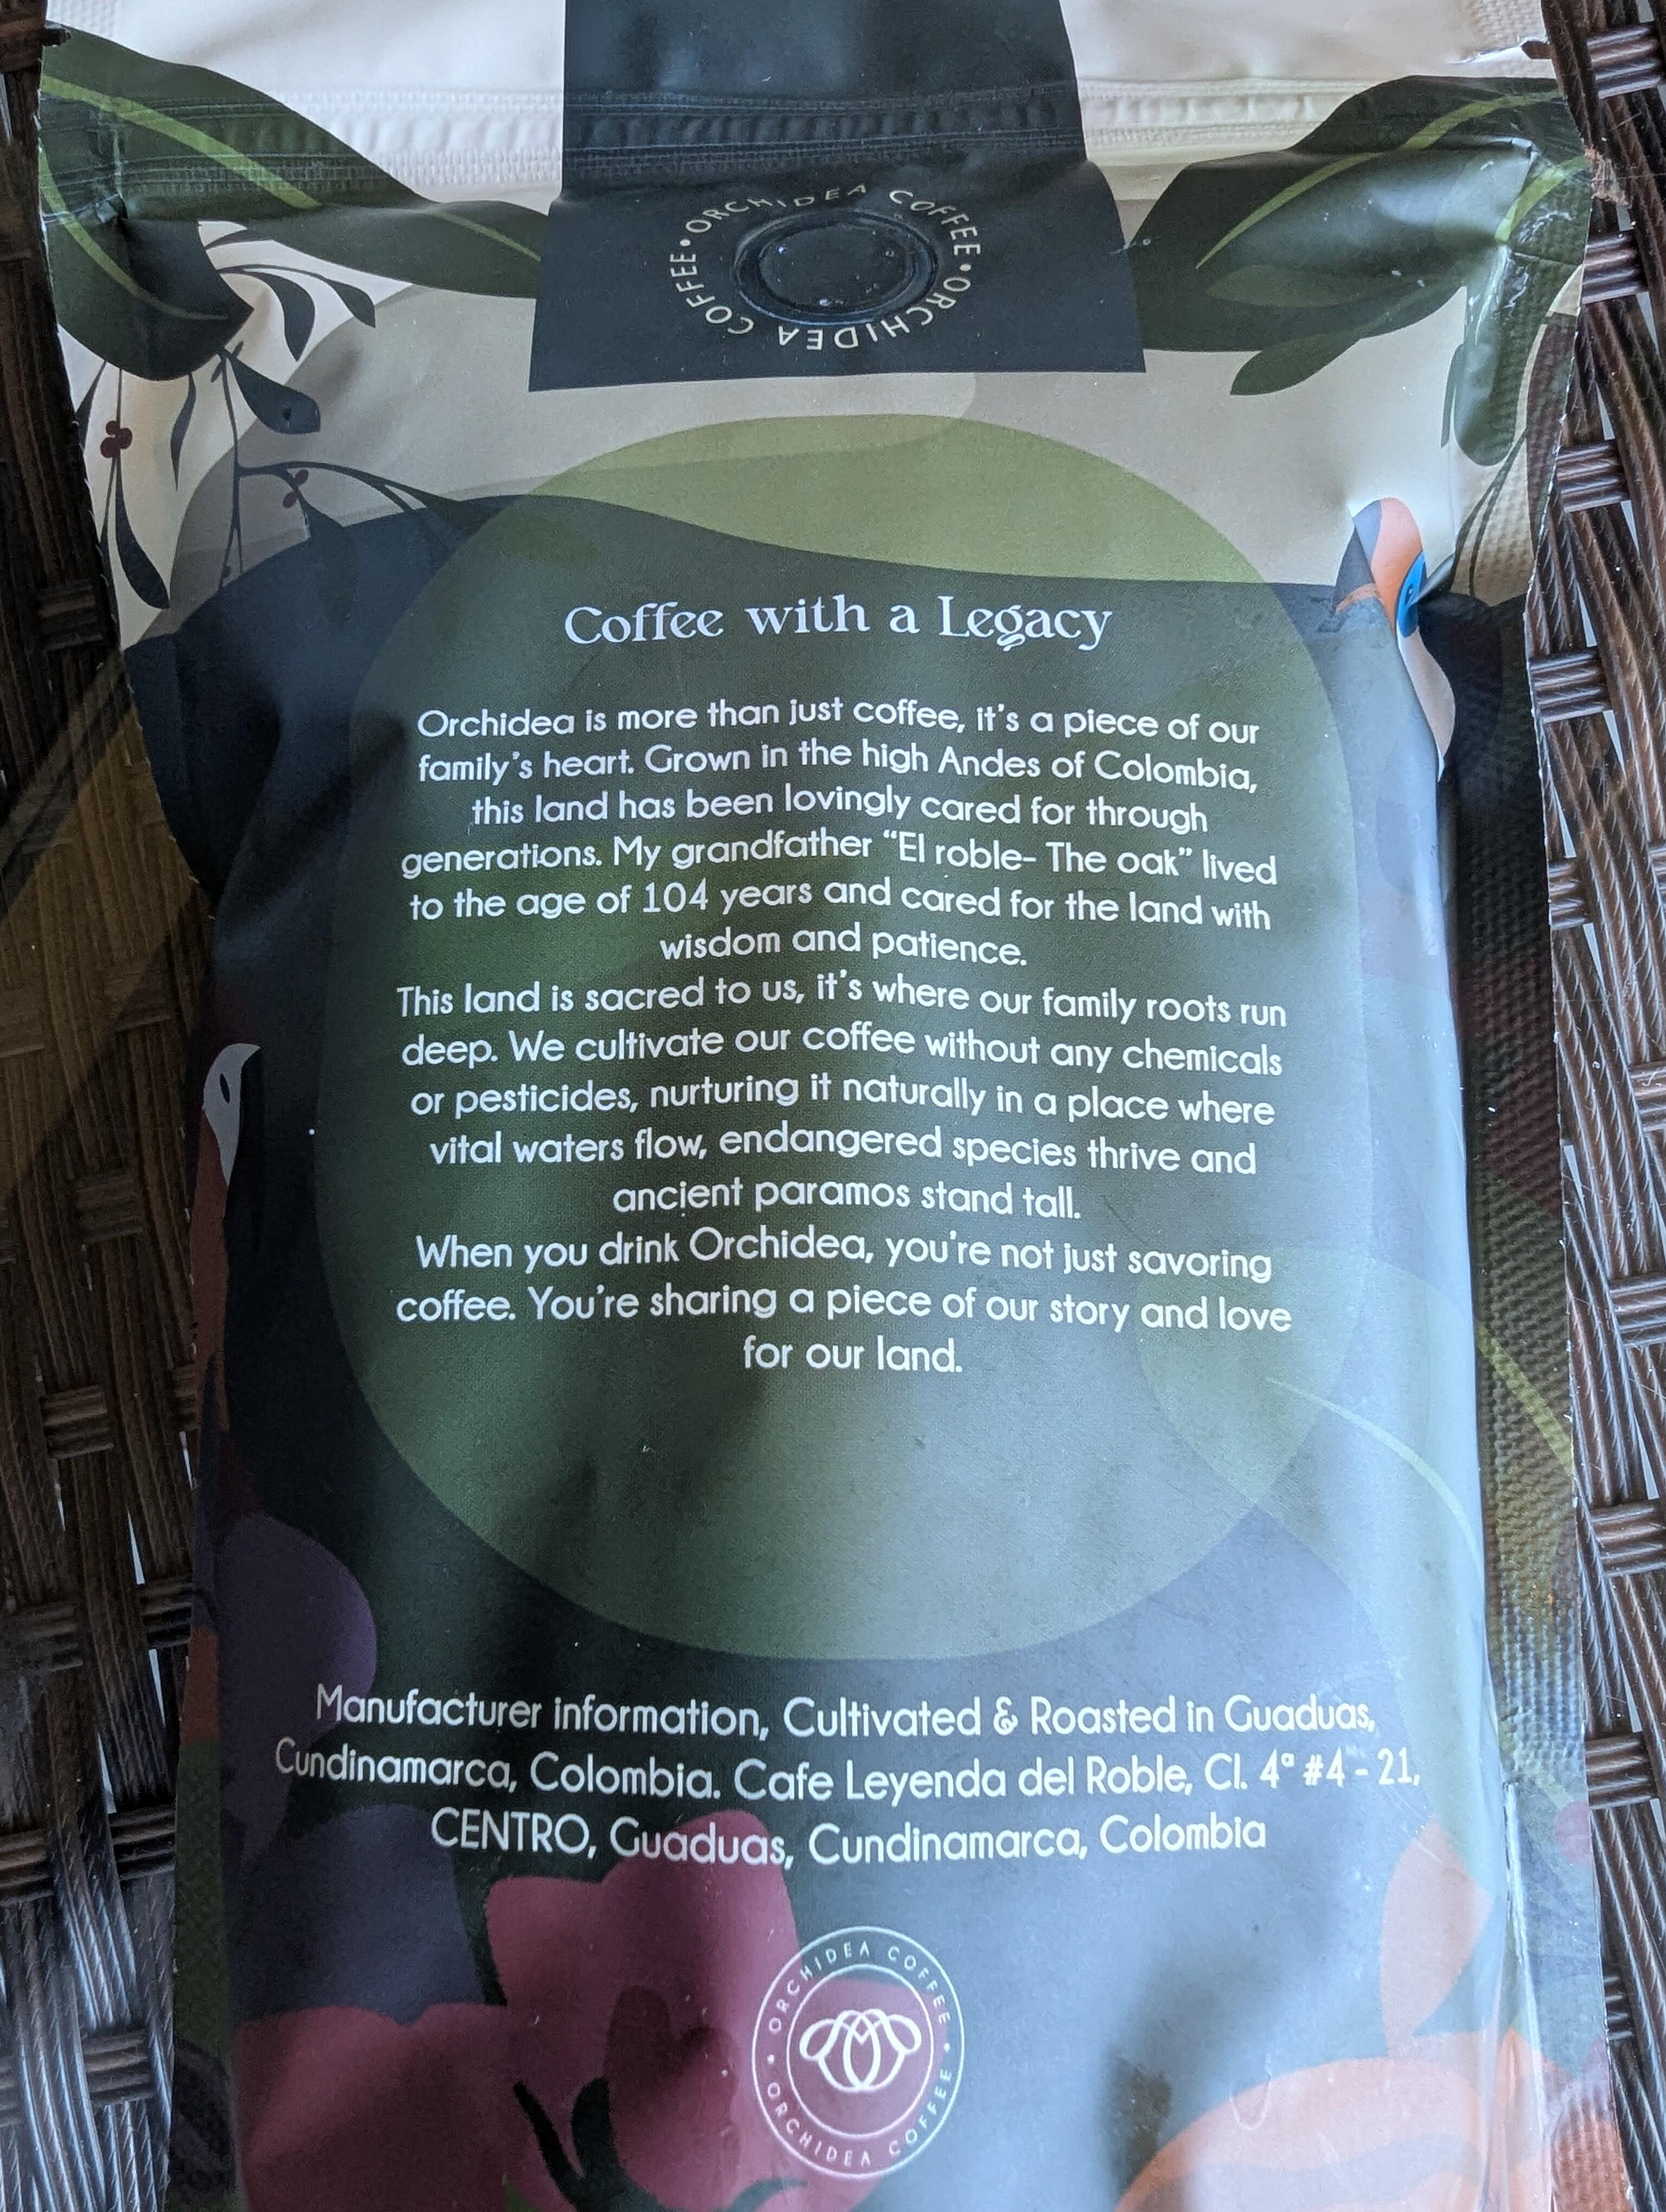 ORCHIDEA COFFEE • ORCHIDEA COFFEE •
Coffee with a Legacy
Orchidea is more than just coffee, it's a piece of our
family's heart. Grown in the high Andes of Colombia,
this land has been lovingly cared for through
generations. My grandfather “El roble- The oak” lived
to the age of 104 years and cared for the land with
wisdom and patience.
This land is sacred to us, it's where our family roots run
deep. We cultivate our coffee without any chemicals
or pesticides, nurturing it naturally in a place where
vital waters flow, endangered species thrive and
ancient paramos stand tall.
When you drink Orchidea, you're not just savoring
coffee. You're sharing a piece of our story and love
for our land.
Manufacturer information, Cultivated & Roasted in Guaduas,
Cundinamarca, Colombia. Cafe Leyenda del Roble, Cl. 4ª #4 - 21,
CENTRO, Guaduas, Cundinamarca, Colombia
ORCHIDEA COFFEE • ORCHIDEA COFFEE •